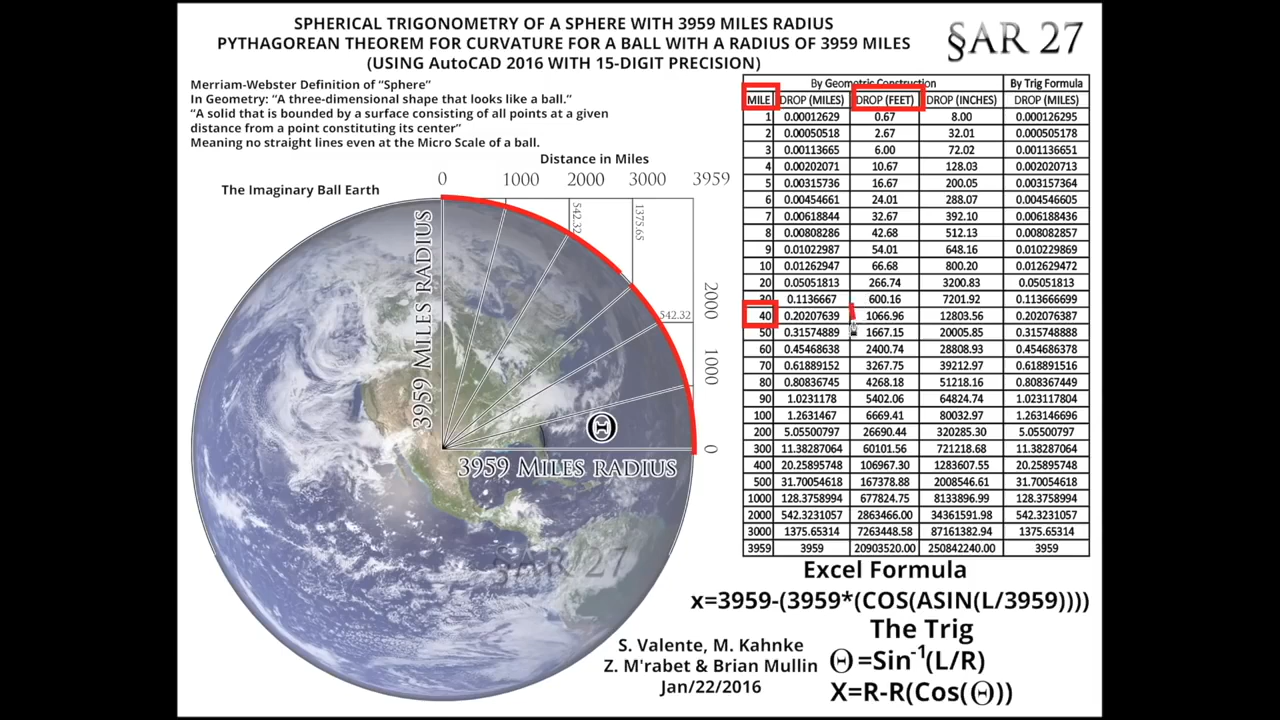 SPHERICAL TRIGONOMETRY OF A SPHERE WITH 3959 MILES RADIUS
PYTHAGOREAN THEOREM FOR CURVATURE FOR A BALL WITH A RADIUS OF 3959 MILES
(USING AutoCAD 2016 WITH 15-DIGIT PRECISION)
§AR 27
Merriam-Webster Definition of “Sphere”
In Geometry: “A three-dimensional shape that looks like a ball.”
“A solid that is bounded by a surface consisting of all points at a given
distance from a point constituting its center”
Meaning no straight lines even at the Micro Scale of a ball.
Distance in Miles
0 1000 2000 3000 3959
The Imaginary Ball Earth
542.32
1375.65
2000
542.32
1000
0
3959 MILES RADIUS
Θ
3959 MILES RADIUS
§AR 27
By Geometric Construction By Trig Formula
MILE DROP (MILES) DROP (FEET) DROP (INCHES) DROP (MILES)
1 0.00012629 0.67 8.00 0.000126295
2 0.00050518 2.67 32.01 0.000505178
3 0.00113665 6.00 72.02 0.001136651
4 0.00202071 10.67 128.03 0.002020713
5 0.00315736 16.67 200.05 0.003157364
6 0.00454661 24.01 288.07 0.004546605
7 0.00618844 32.67 392.10 0.006188436
8 0.00808286 42.68 512.13 0.008082857
9 0.01022987 54.01 648.16 0.010229869
10 0.01262947 66.68 800.20 0.012629472
20 0.05051813 266.74 3200.83 0.05051813
30 0.1136667 600.16 7201.92 0.113666699
40 0.20207639 1066.96 12803.56 0.202076387
50 0.31574889 1667.15 20005.85 0.315748888
60 0.45468638 2400.74 28808.93 0.454686378
70 0.61889152 3267.75 39212.97 0.618891516
80 0.80836745 4268.18 51218.16 0.808367449
90 1.0231178 5402.06 64824.74 1.023117804
100 1.2631467 6669.41 80032.97 1.263146696
200 5.05500797 26690.44 320285.30 5.05500797
300 11.38287064 60101.56 721218.68 11.38287064
400 20.25895748 106967.30 1283607.55 20.25895748
500 31.70054618 167378.88 2008546.61 31.70054618
1000 128.3758994 677824.75 8133896.99 128.3758994
2000 542.3231057 2863466.00 34361591.98 542.3231057
3000 1375.65314 7263448.58 87161382.94 1375.65314
3959 3959 20903520.00 250842240.00 3959
Excel Formula
x=3959-(3959*(COS(ASIN(L/3959))))
The Trig
Θ=Sin⁻¹(L/R)
X=R-R(Cos(Θ))
S. Valente, M. Kahnke
Z. M'rabet & Brian Mullin
Jan/22/2016